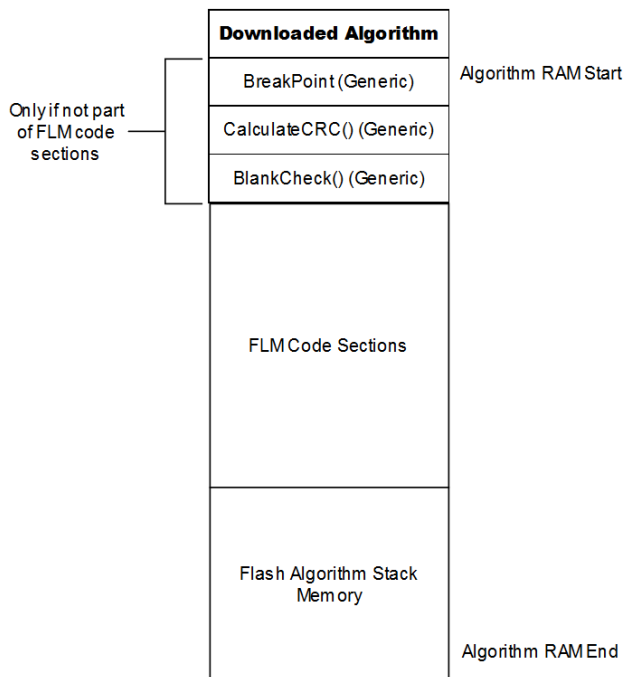 Downloaded Algorithm
BreakPoint (Generic)
Algorithm RAM Start
Only if not part
of FLM code
sections
CalculateCRC() (Generic)
BlankCheck() (Generic)
FLM Code Sections
Flash Algorithm Stack
Memory
Algorithm RAM End